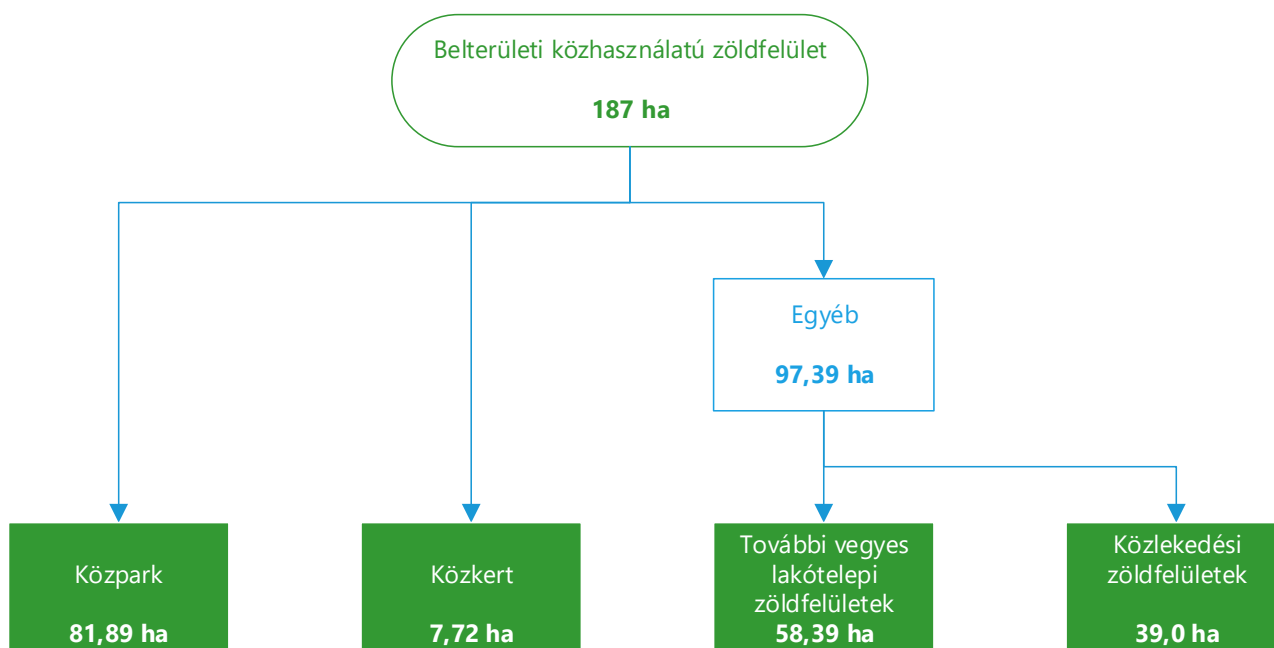 Belterületi közhasználatú zöldfelület
187 ha
Egyéb
97,39 ha
Közpark
81,89 ha
Közkert
7,72 ha
További vegyes
lakótelepi
zöldfelületek
58,39 ha
Közlekedési
zöldfelületek
39,0 ha